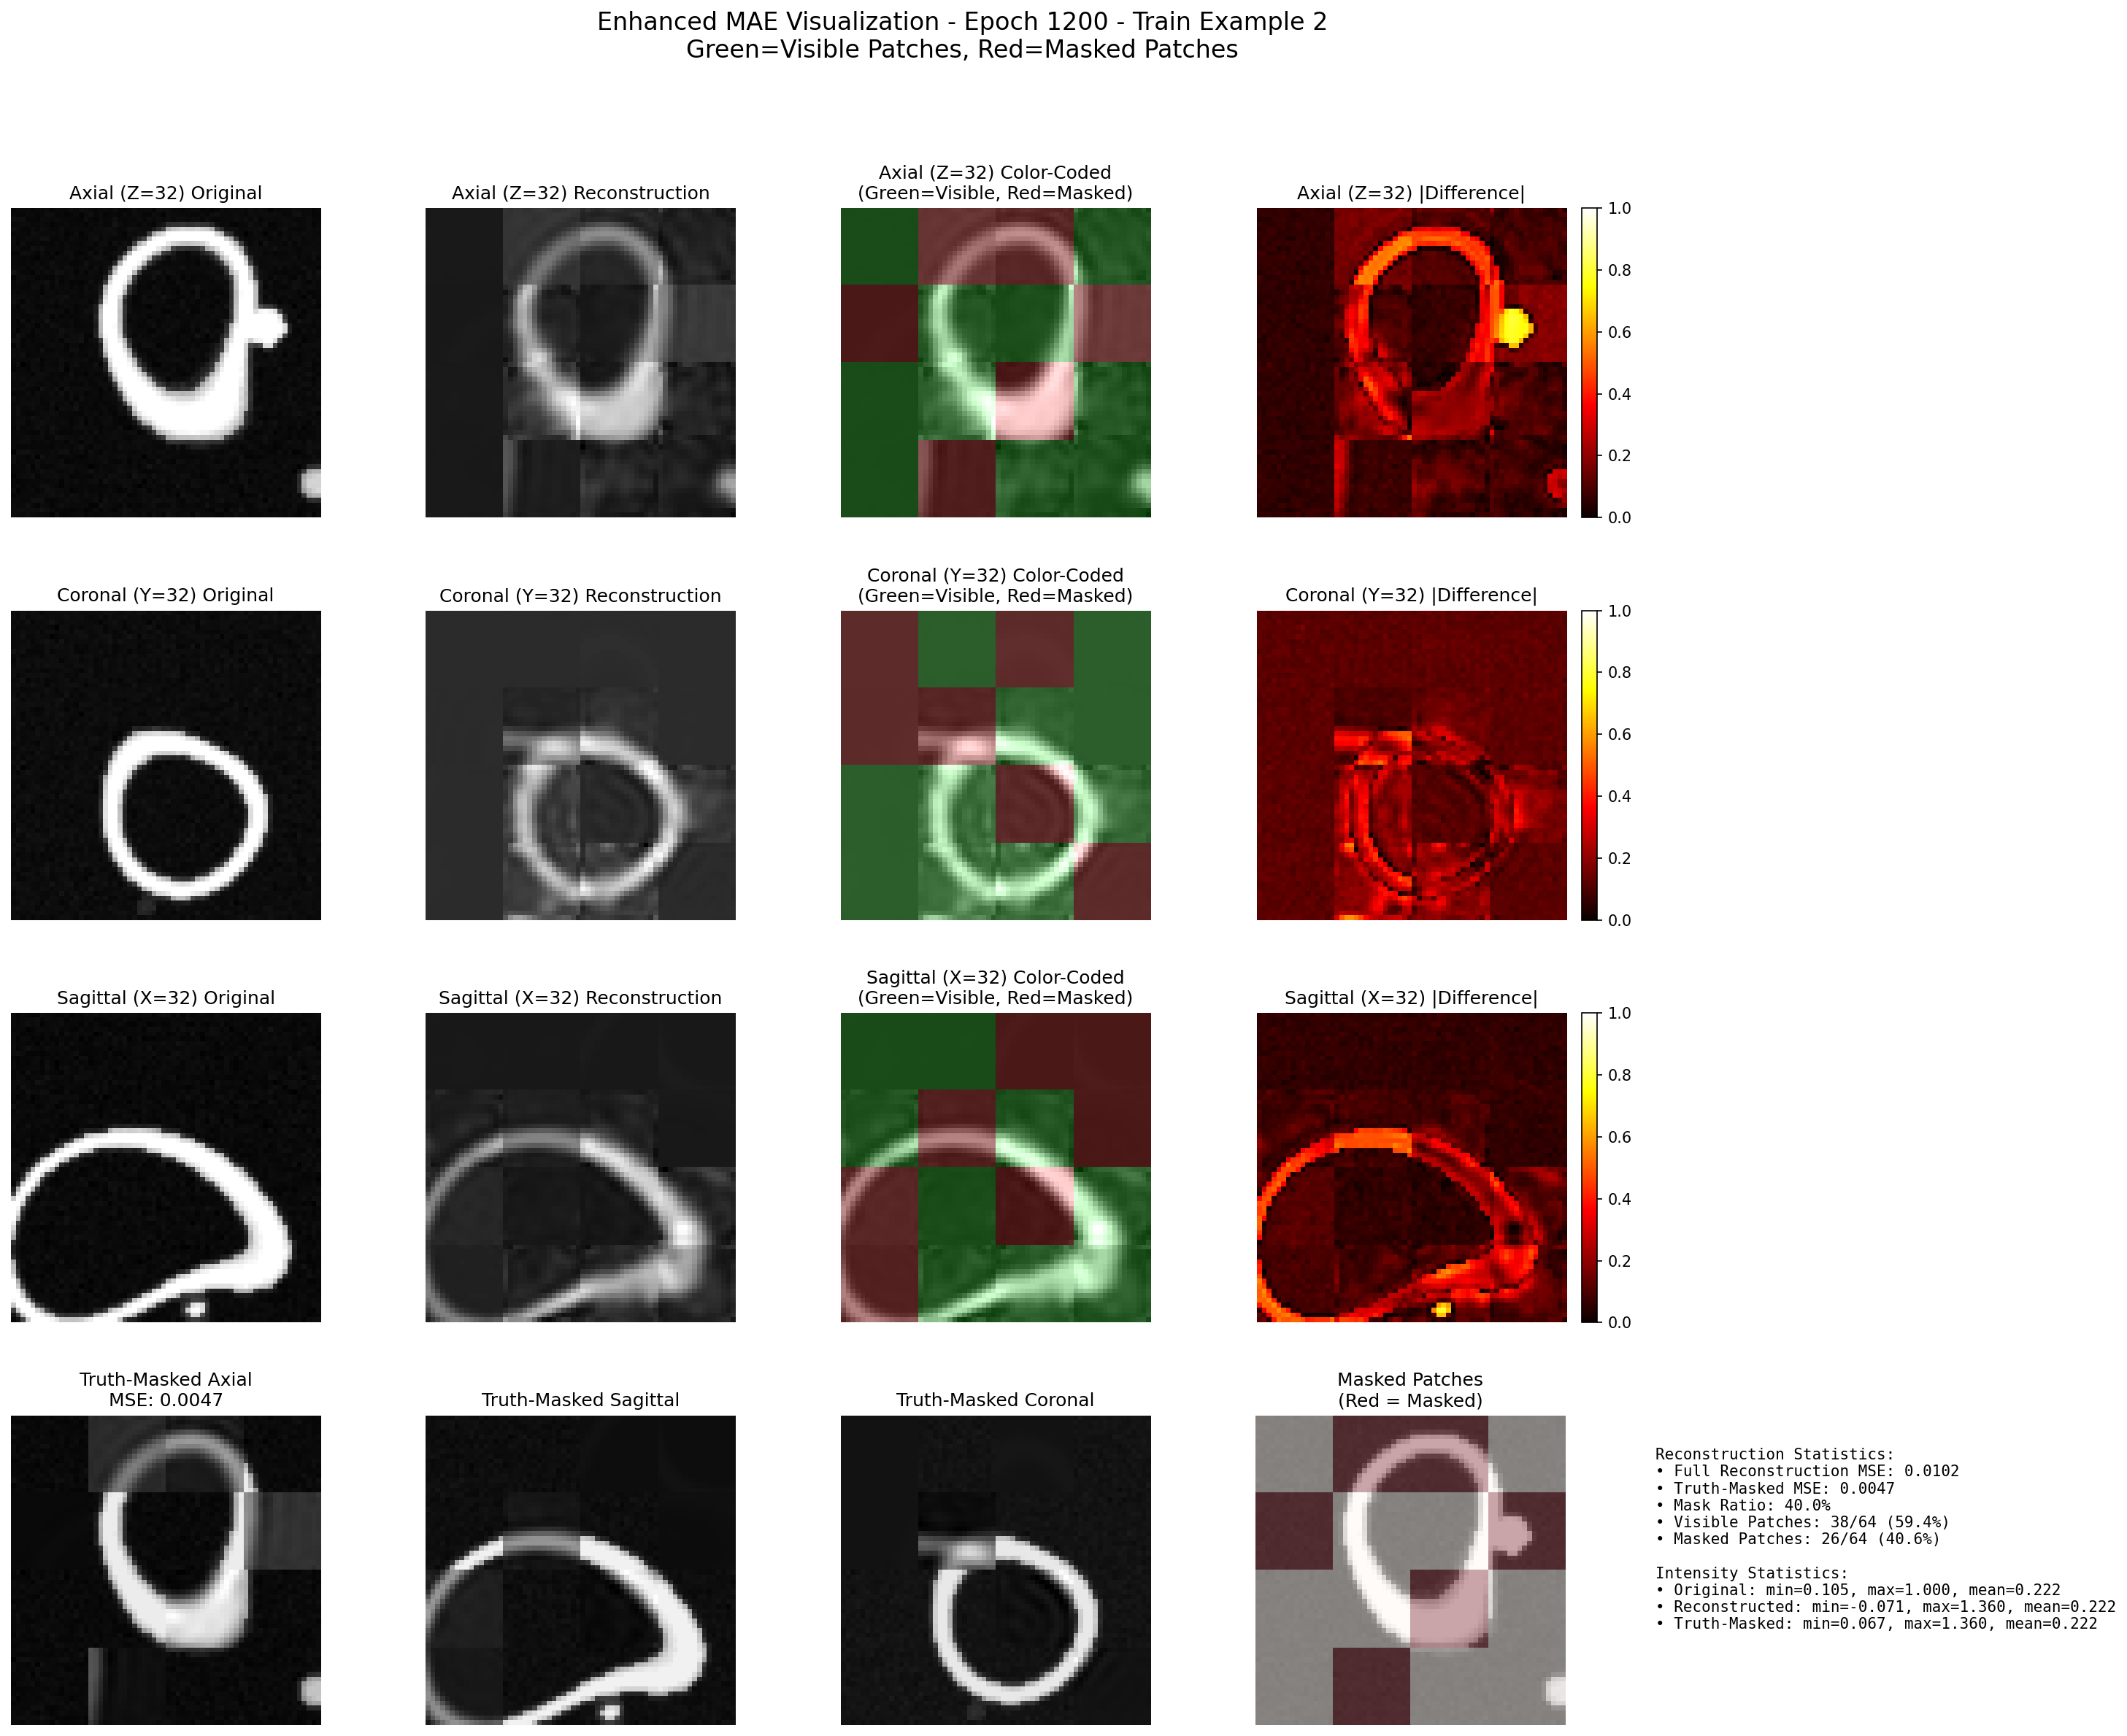 Enhanced MAE Visualization - Epoch 1200 - Train Example 2
Green=Visible Patches, Red=Masked Patches
Axial (Z=32) Original
Axial (Z=32) Reconstruction
Axial (Z=32) Color-Coded
(Green=Visible, Red=Masked)
Axial (Z=32) |Difference|
1.0
0.8
0.6
0.4
0.2
0.0
Coronal (Y=32) Original
Coronal (Y=32) Reconstruction
Coronal (Y=32) Color-Coded
(Green=Visible, Red=Masked)
Coronal (Y=32) |Difference|
1.0
0.8
0.6
0.4
0.2
0.0
Sagittal (X=32) Original
Sagittal (X=32) Reconstruction
Sagittal (X=32) Color-Coded
(Green=Visible, Red=Masked)
Sagittal (X=32) |Difference|
1.0
0.8
0.6
0.4
0.2
0.0
Truth-Masked Axial
MSE: 0.0047
Truth-Masked Sagittal
Truth-Masked Coronal
Masked Patches
(Red = Masked)
Reconstruction Statistics:
• Full Reconstruction MSE: 0.0102
• Truth-Masked MSE: 0.0047
• Mask Ratio: 40.0%
• Visible Patches: 38/64 (59.4%)
• Masked Patches: 26/64 (40.6%)
Intensity Statistics:
• Original: min=0.105, max=1.000, mean=0.222
• Reconstructed: min=-0.071, max=1.360, mean=0.222
• Truth-Masked: min=0.067, max=1.360, mean=0.222